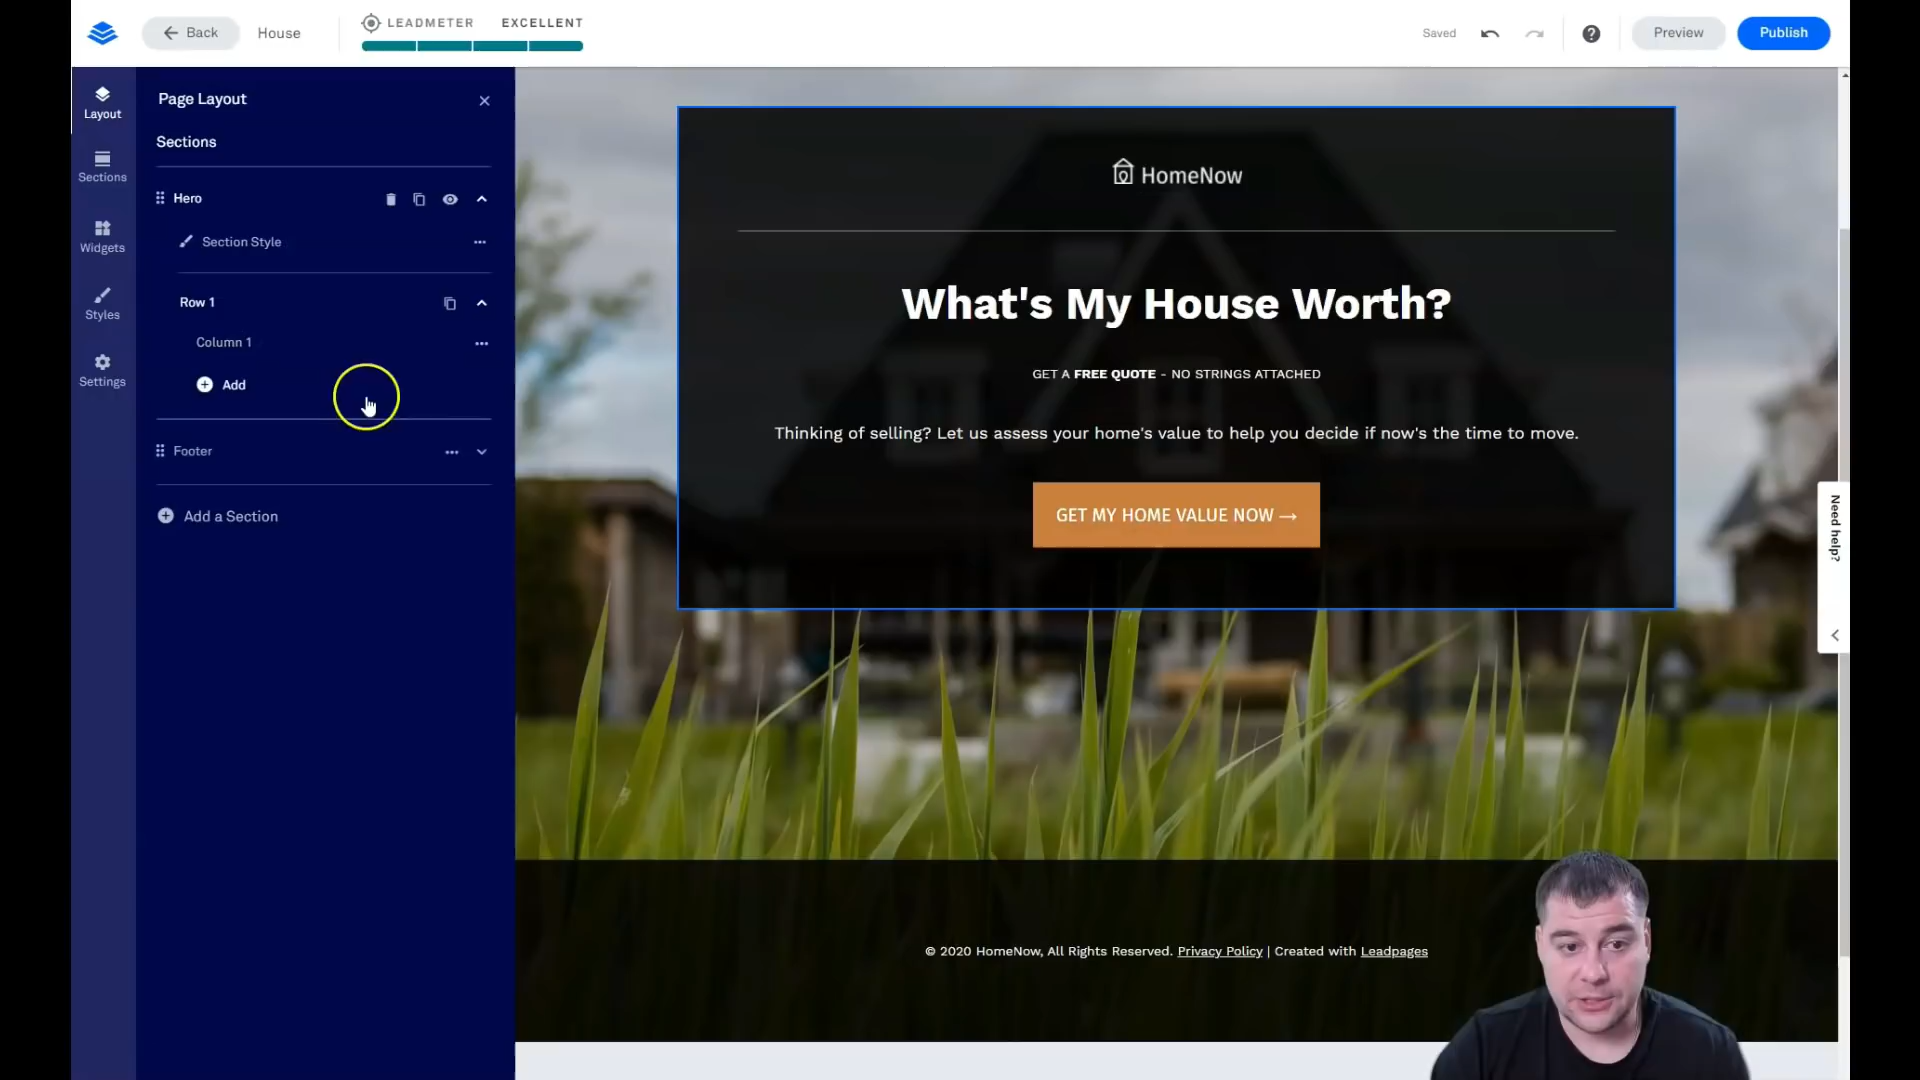 Back
House
LEADMETER EXCELLENT
Saved
Preview
Publish
Layout
Sections
Widgets
Styles
Settings
Page Layout
Sections
Hero
Section Style
Row 1
Column 1
Add
Footer
Add a Section
HomeNow
What's My House Worth?
GET A FREE QUOTE - NO STRINGS ATTACHED
Thinking of selling? Let us assess your home's value to help you decide if now's the time to move.
GET MY HOME VALUE NOW →
Need help?
© 2020 HomeNow, All Rights Reserved. Privacy Policy | Created with Leadpages